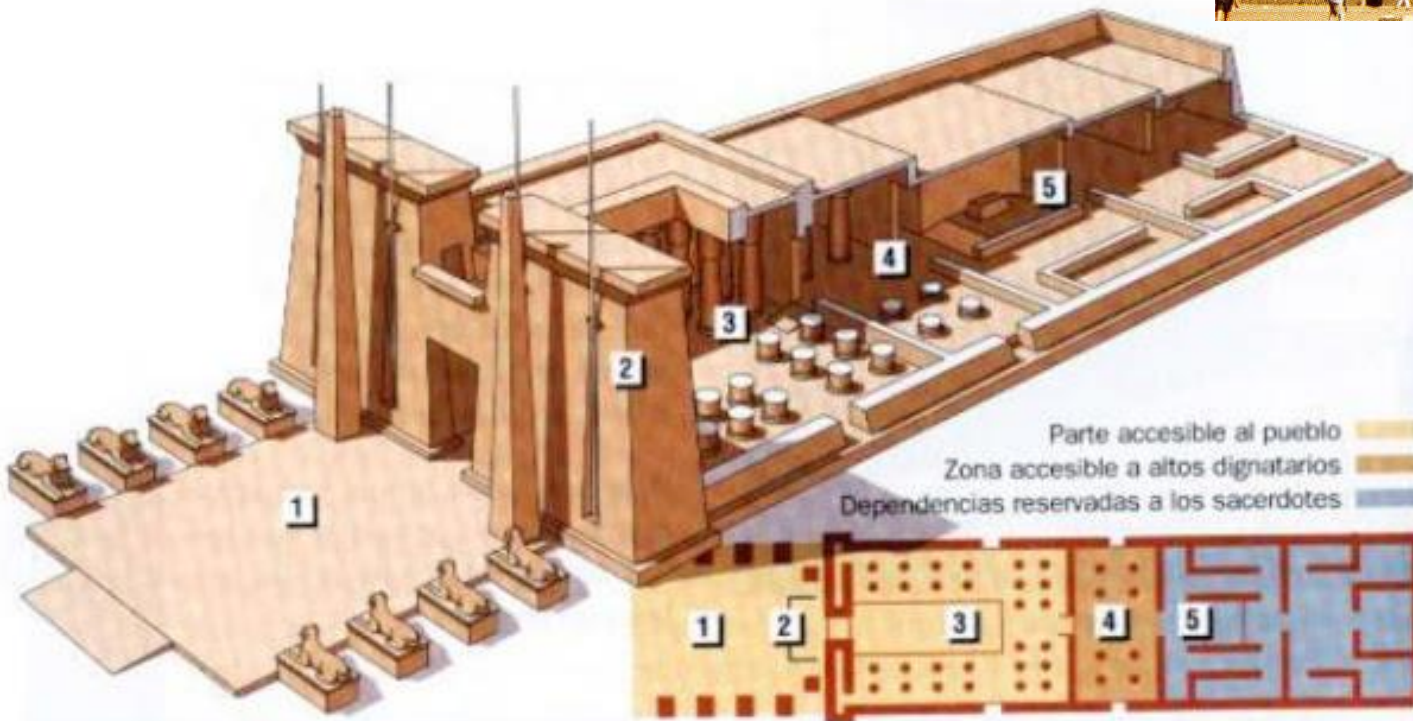 5
4
3
2
1
Parte accesible al pueblo
Zona accesible a altos dignatarios
Dependencias reservadas a los sacerdotes
1 2 3 4 5